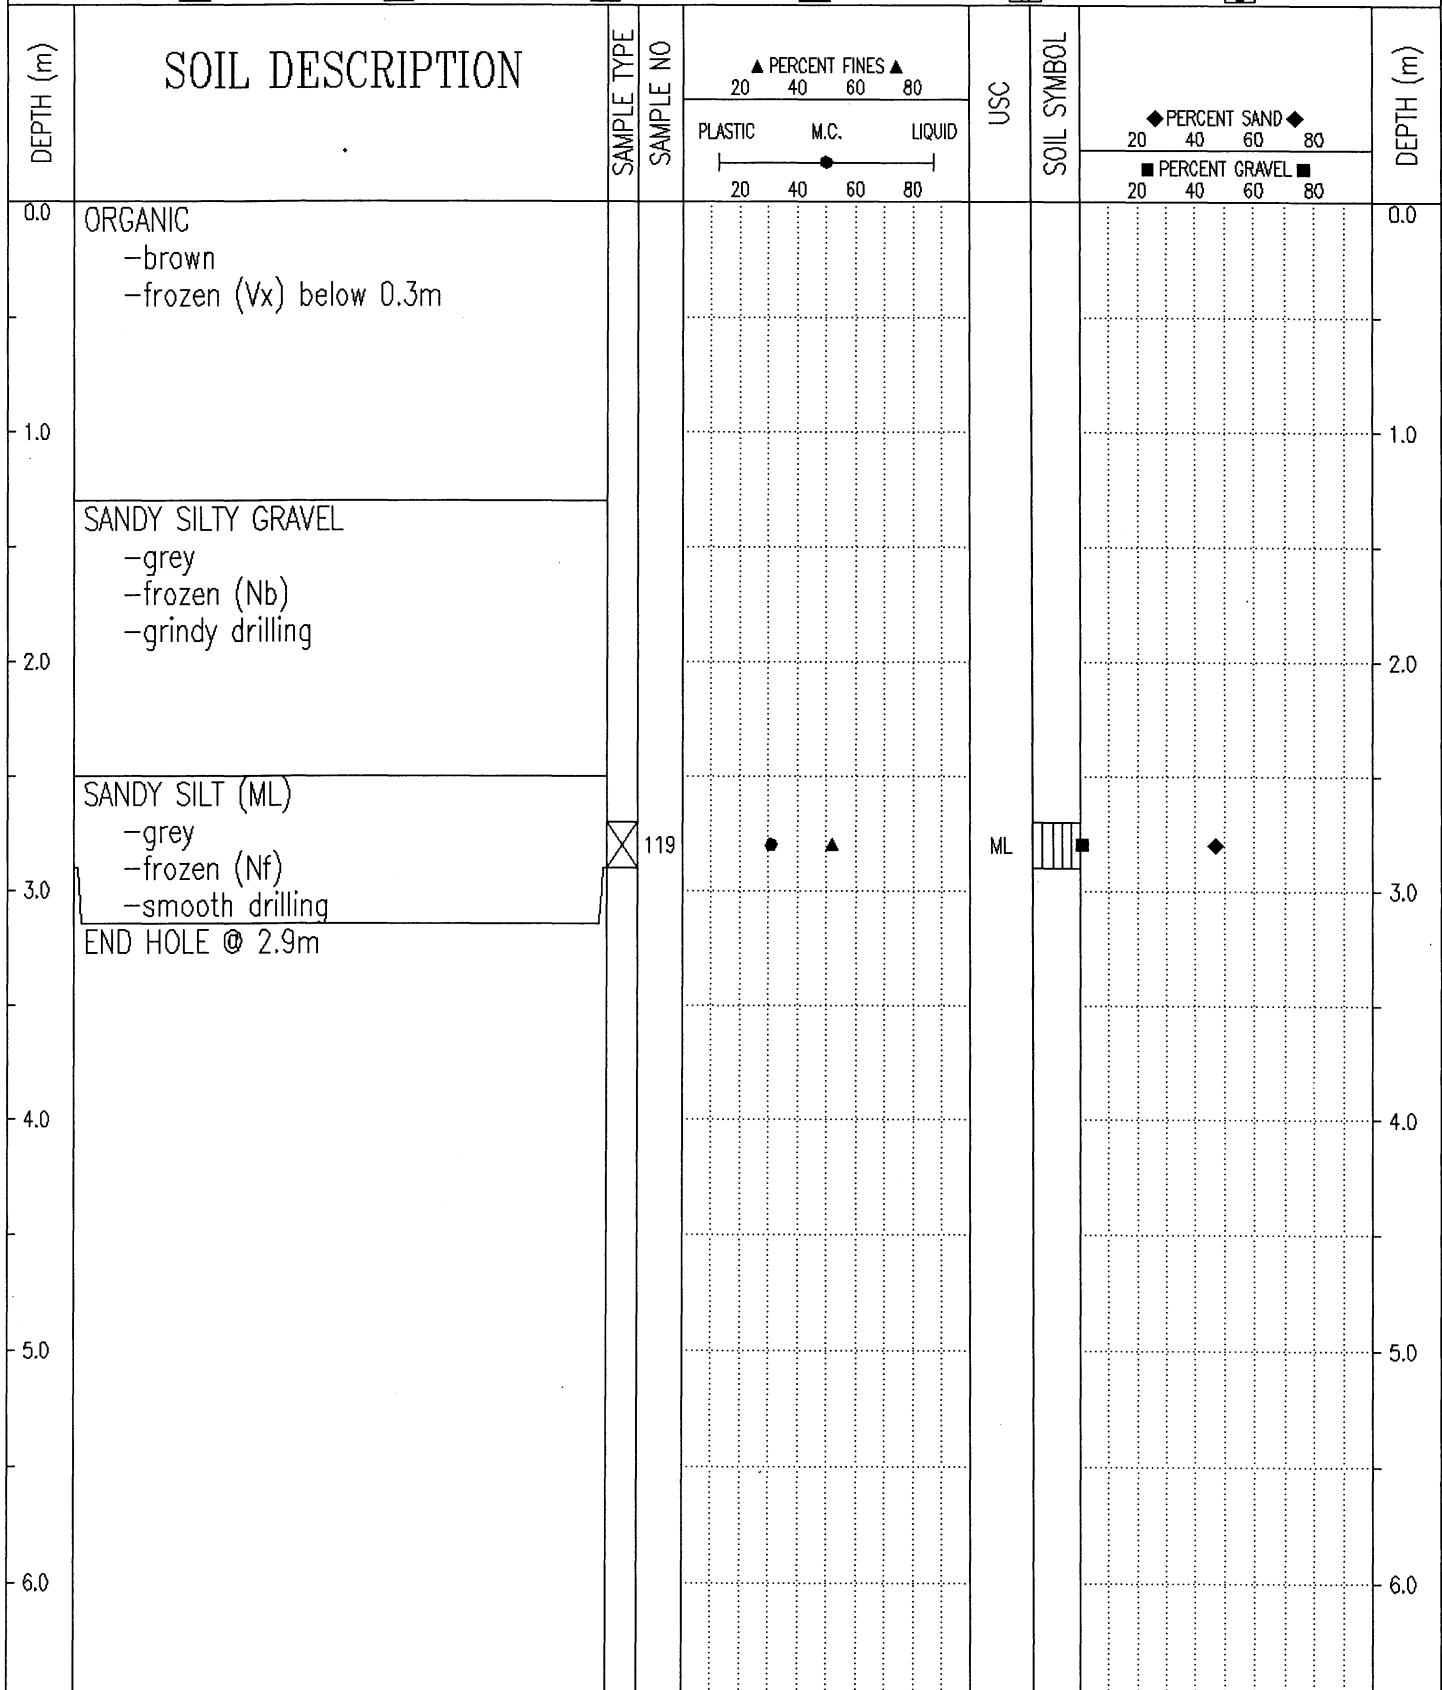 DEPTH (m)
SOIL DESCRIPTION
SAMPLE TYPE
SAMPLE NO
▲ PERCENT FINES ▲
20 40 60 80
PLASTIC M.C. LIQUID
20 40 60 80
USC
SOIL SYMBOL
◆ PERCENT SAND ◆
20 40 60 80
■ PERCENT GRAVEL ■
20 40 60 80
DEPTH (m)
0.0
ORGANIC
-brown
-frozen (Vx) below 0.3m
0.0
1.0
1.0
SANDY SILTY GRAVEL
-grey
-frozen (Nb)
-grindy drilling
2.0
2.0
SANDY SILT (ML)
-grey
119
ML
-frozen (Nf)
3.0
3.0
-smooth drilling
END HOLE @ 2.9m
4.0
4.0
5.0
5.0
6.0
6.0